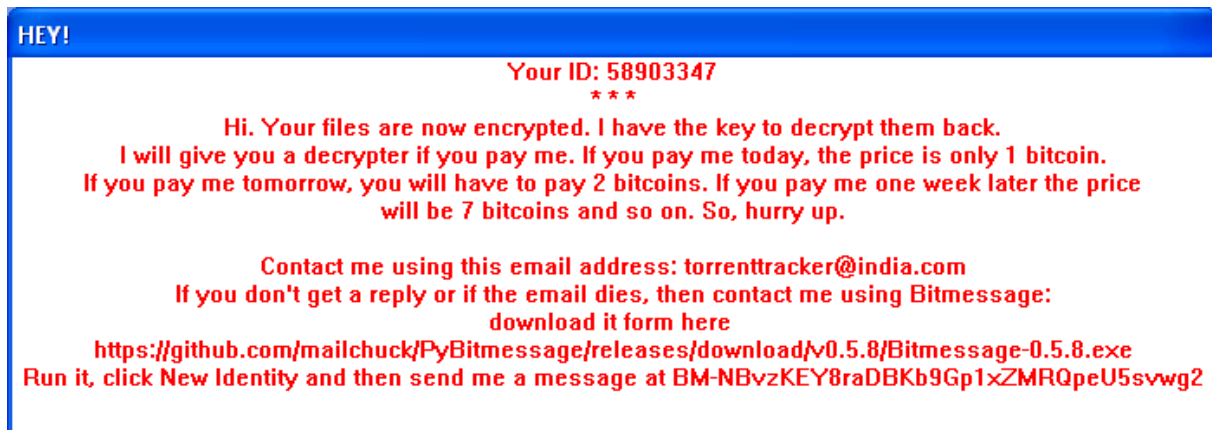 HEY!
Your ID: 58903347
* * *
Hi. Your files are now encrypted. I have the key to decrypt them back.
I will give you a decrypter if you pay me. If you pay me today, the price is only 1 bitcoin.
If you pay me tomorrow, you will have to pay 2 bitcoins. If you pay me one week later the price
will be 7 bitcoins and so on. So, hurry up.
Contact me using this email address: torrenttracker@india.com
If you don't get a reply or if the email dies, then contact me using Bitmessage:
download it form here
https://github.com/mailchuck/PyBitmessage/releases/download/v0.5.8/Bitmessage-0.5.8.exe
Run it, click New Identity and then send me a message at BM-NBvzKEY8raDBKb9Gp1xZMRQpeU5svwg2